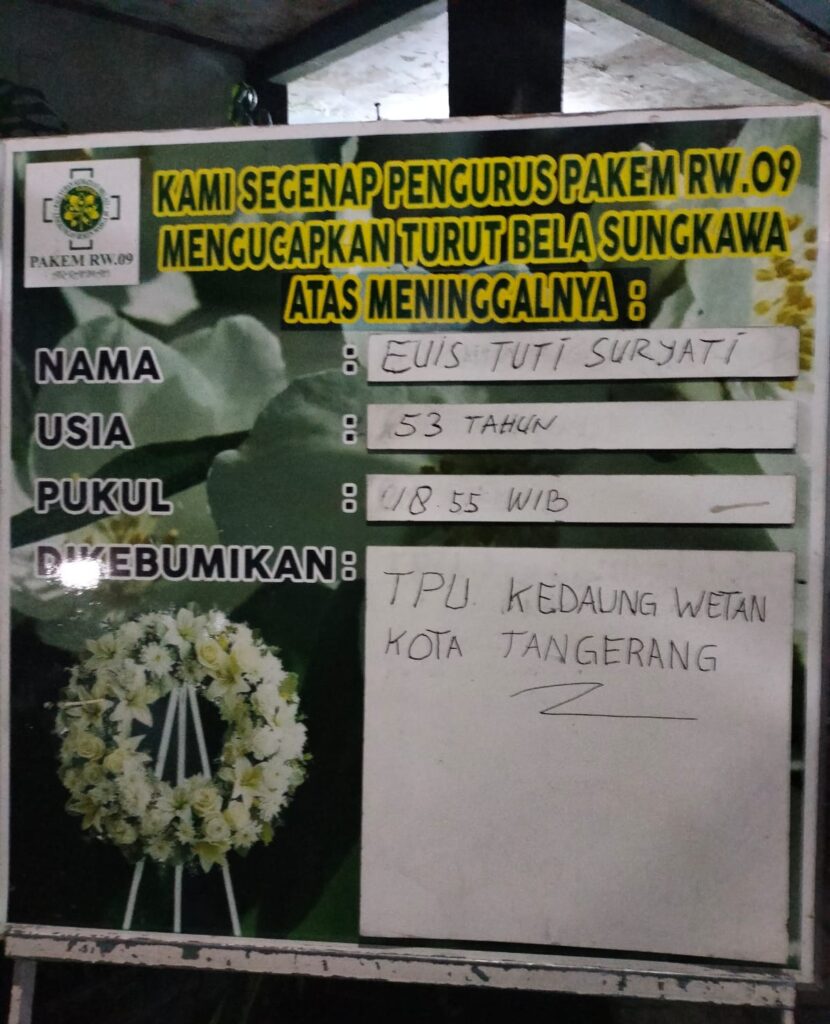 KAMI SEGENAP PENGURUS PAKEM RW.09
MENGUCAPKAN TURUT BELA SUNGKAWA
ATAS MENINGGALNYA :
PAKEM RW.09
NAMA : EUIS TUTI SURYATI
USIA : 53 TAHUN
PUKUL : 18.55 WIB
DIKEBUMIKAN : TPU KEDAUNG WETAN
KOTA TANGERANG